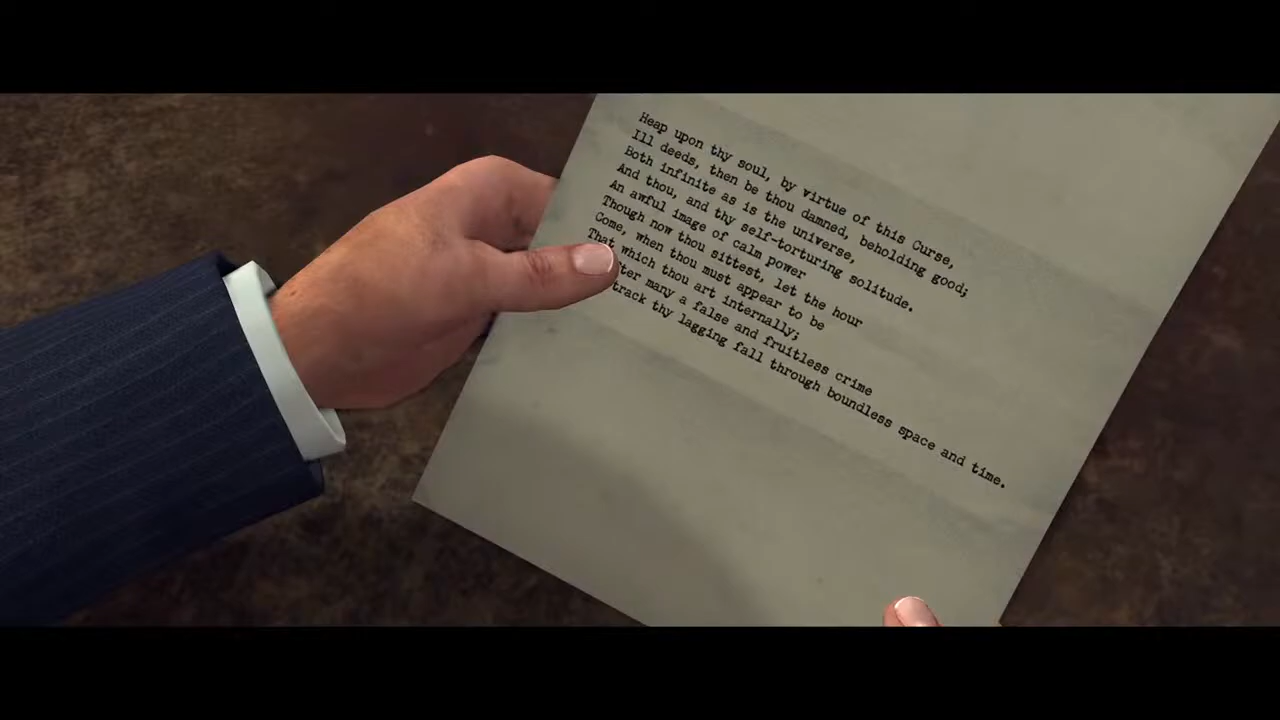 Heap upon thy soul, by virtue of this Curse,
Ill deeds, then be thou damned, beholding good;
Both infinite as is the universe,
And thou, and thy self-torturing solitude.
An awful image of calm power
Though now thou sittest, let the hour
Come, when thou must appear to be
That which thou art internally;
many a false and fruitless crime
track thy lagging fall through boundless space and time.